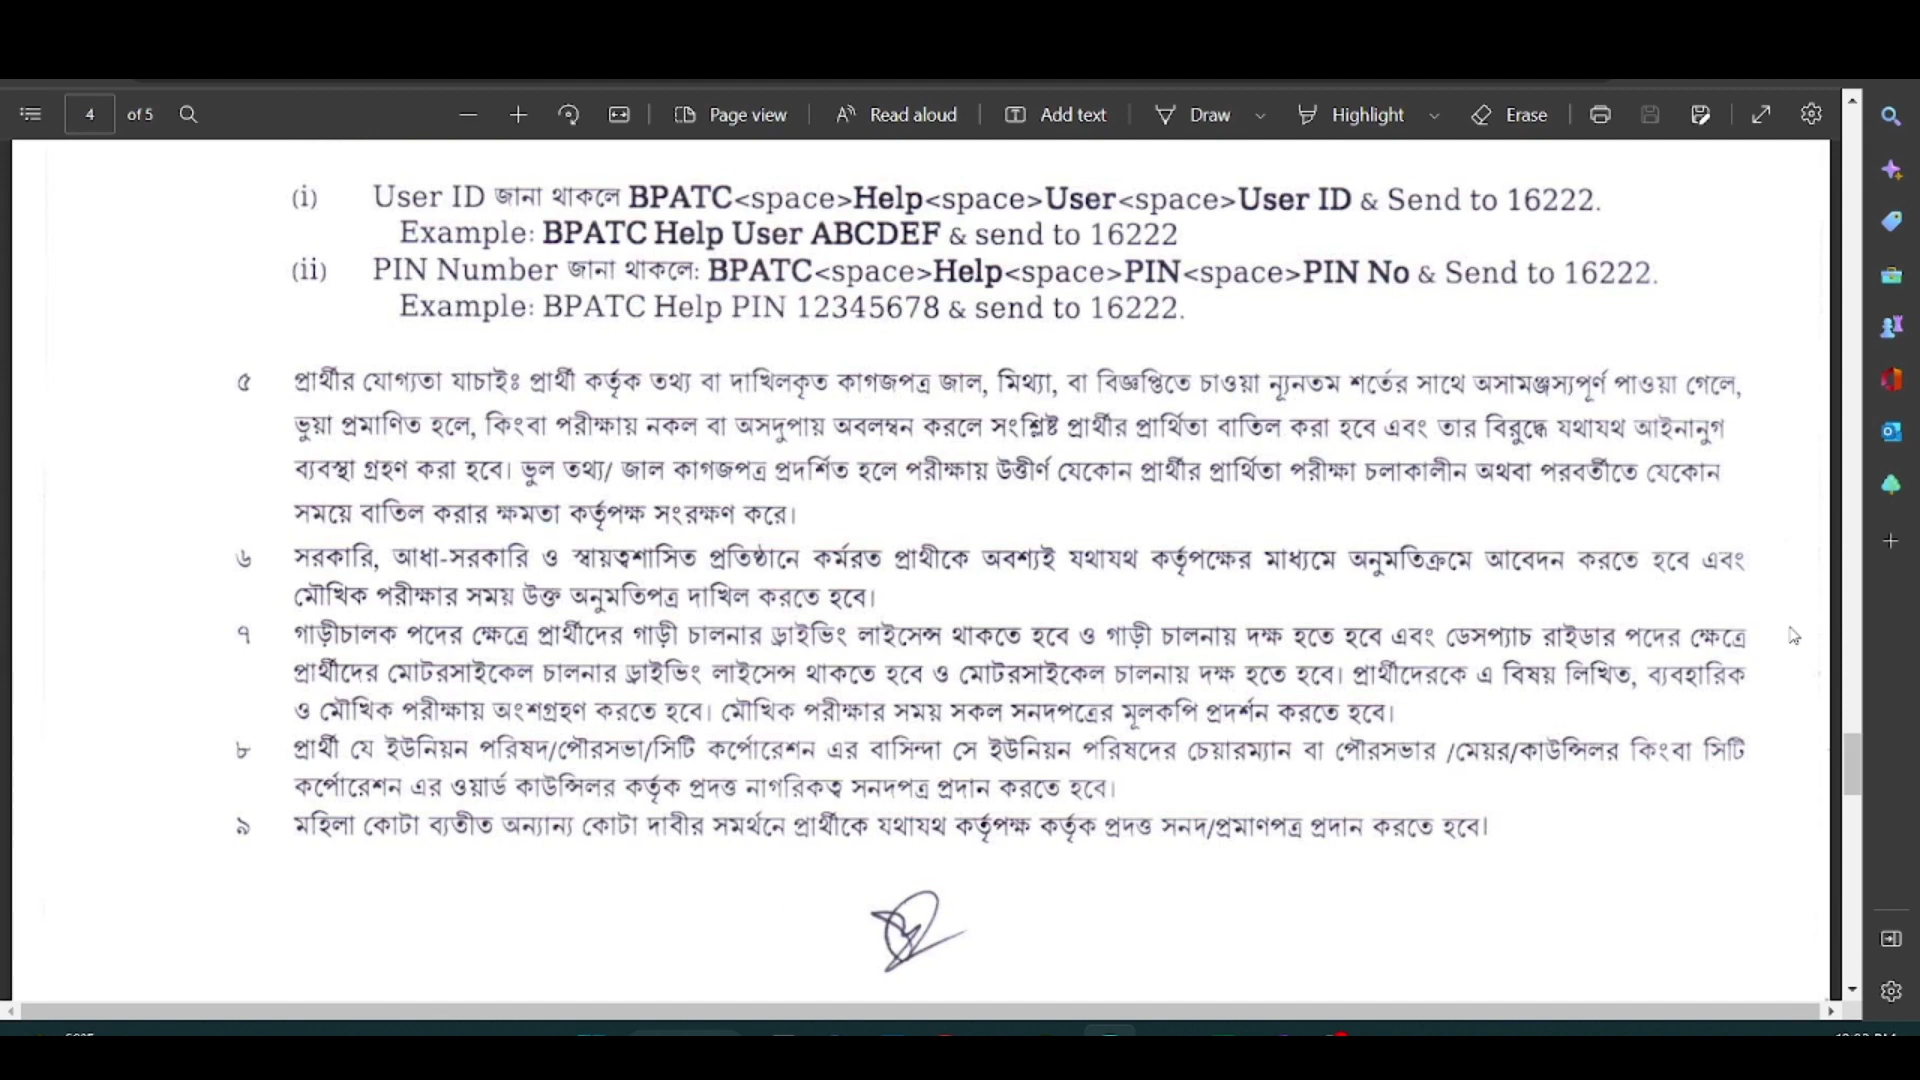 4 of 5 Page view Read aloud Add text Draw Highlight Erase
(i) User ID জানা থাকলে BPATC<space>Help<space>User<space>User ID & Send to 16222.
Example: BPATC Help User ABCDEF & send to 16222
(ii) PIN Number জানা থাকলে: BPATC<space>Help<space>PIN<space>PIN No & Send to 16222.
Example: BPATC Help PIN 12345678 & send to 16222.
৫ প্রার্থীর যোগ্যতা যাচাইঃ প্রার্থী কর্তৃক তথ্য বা দাখিলকৃত কাগজপত্র জাল, মিথ্যা, বা বিজ্ঞপ্তিতে চাওয়া ন্যূনতম শর্তের সাথে অসামঞ্জস্যপূর্ণ পাওয়া গেলে,
ভুয়া প্রমাণিত হলে, কিংবা পরীক্ষায় নকল বা অসদুপায় অবলম্বন করলে সংশ্লিষ্ট প্রার্থীর প্রার্থিতা বাতিল করা হবে এবং তার বিরুদ্ধে যথাযথ আইনানুগ
ব্যবস্থা গ্রহণ করা হবে। ভুল তথ্য/ জাল কাগজপত্র প্রদর্শিত হলে পরীক্ষায় উত্তীর্ণ যেকোন প্রার্থীর প্রার্থিতা পরীক্ষা চলাকালীন অথবা পরবর্তীতে যেকোন
সময়ে বাতিল করার ক্ষমতা কর্তৃপক্ষ সংরক্ষণ করে।
৬ সরকারি, আধা-সরকারি ও স্বায়ত্বশাসিত প্রতিষ্ঠানে কর্মরত প্রার্থীকে অবশ্যই যথাযথ কর্তৃপক্ষের মাধ্যমে অনুমতিক্রমে আবেদন করতে হবে এবং
মৌখিক পরীক্ষার সময় উক্ত অনুমতিপত্র দাখিল করতে হবে।
৭ গাড়ীচালক পদের ক্ষেত্রে প্রার্থীদের গাড়ী চালনার ড্রাইভিং লাইসেন্স থাকতে হবে ও গাড়ী চালনায় দক্ষ হতে হবে এবং ডেসপ্যাচ রাইডার পদের ক্ষেত্রে
প্রার্থীদের মোটরসাইকেল চালনার ড্রাইভিং লাইসেন্স থাকতে হবে ও মোটরসাইকেল চালনায় দক্ষ হতে হবে। প্রার্থীদেরকে এ বিষয় লিখিত, ব্যবহারিক
ও মৌখিক পরীক্ষায় অংশগ্রহণ করতে হবে। মৌখিক পরীক্ষার সময় সকল সনদপত্রের মূলকপি প্রদর্শন করতে হবে।
৮ প্রার্থী যে ইউনিয়ন পরিষদ/পৌরসভা/সিটি কর্পোরেশন এর বাসিন্দা সে ইউনিয়ন পরিষদের চেয়ারম্যান বা পৌরসভার /মেয়র/কাউন্সিলর কিংবা সিটি
কর্পোরেশন এর ওয়ার্ড কাউন্সিলর কর্তৃক প্রদত্ত নাগরিকত্ব সনদপত্র প্রদান করতে হবে।
৯ মহিলা কোটা ব্যতীত অন্যান্য কোটা দাবীর সমর্থনে প্রার্থীকে যথাযথ কর্তৃপক্ষ কর্তৃক প্রদত্ত সনদ/প্রমাণপত্র প্রদান করতে হবে।